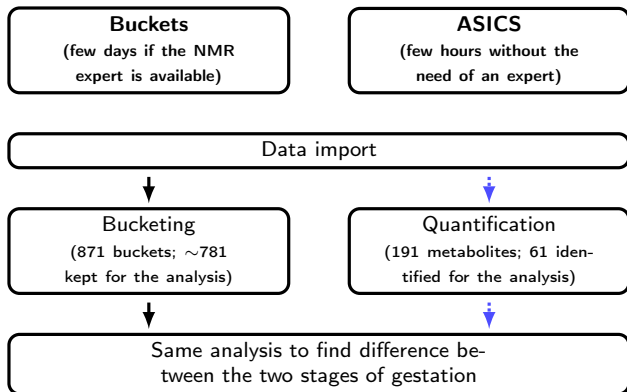 Buckets
(few days if the NMR
expert is available)
ASICS
(few hours without the
need of an expert)
Data import
Bucketing
(871 buckets; ∼781
kept for the analysis)
Quantification
(191 metabolites; 61 iden-
tified for the analysis)
Same analysis to find difference be-
tween the two stages of gestation